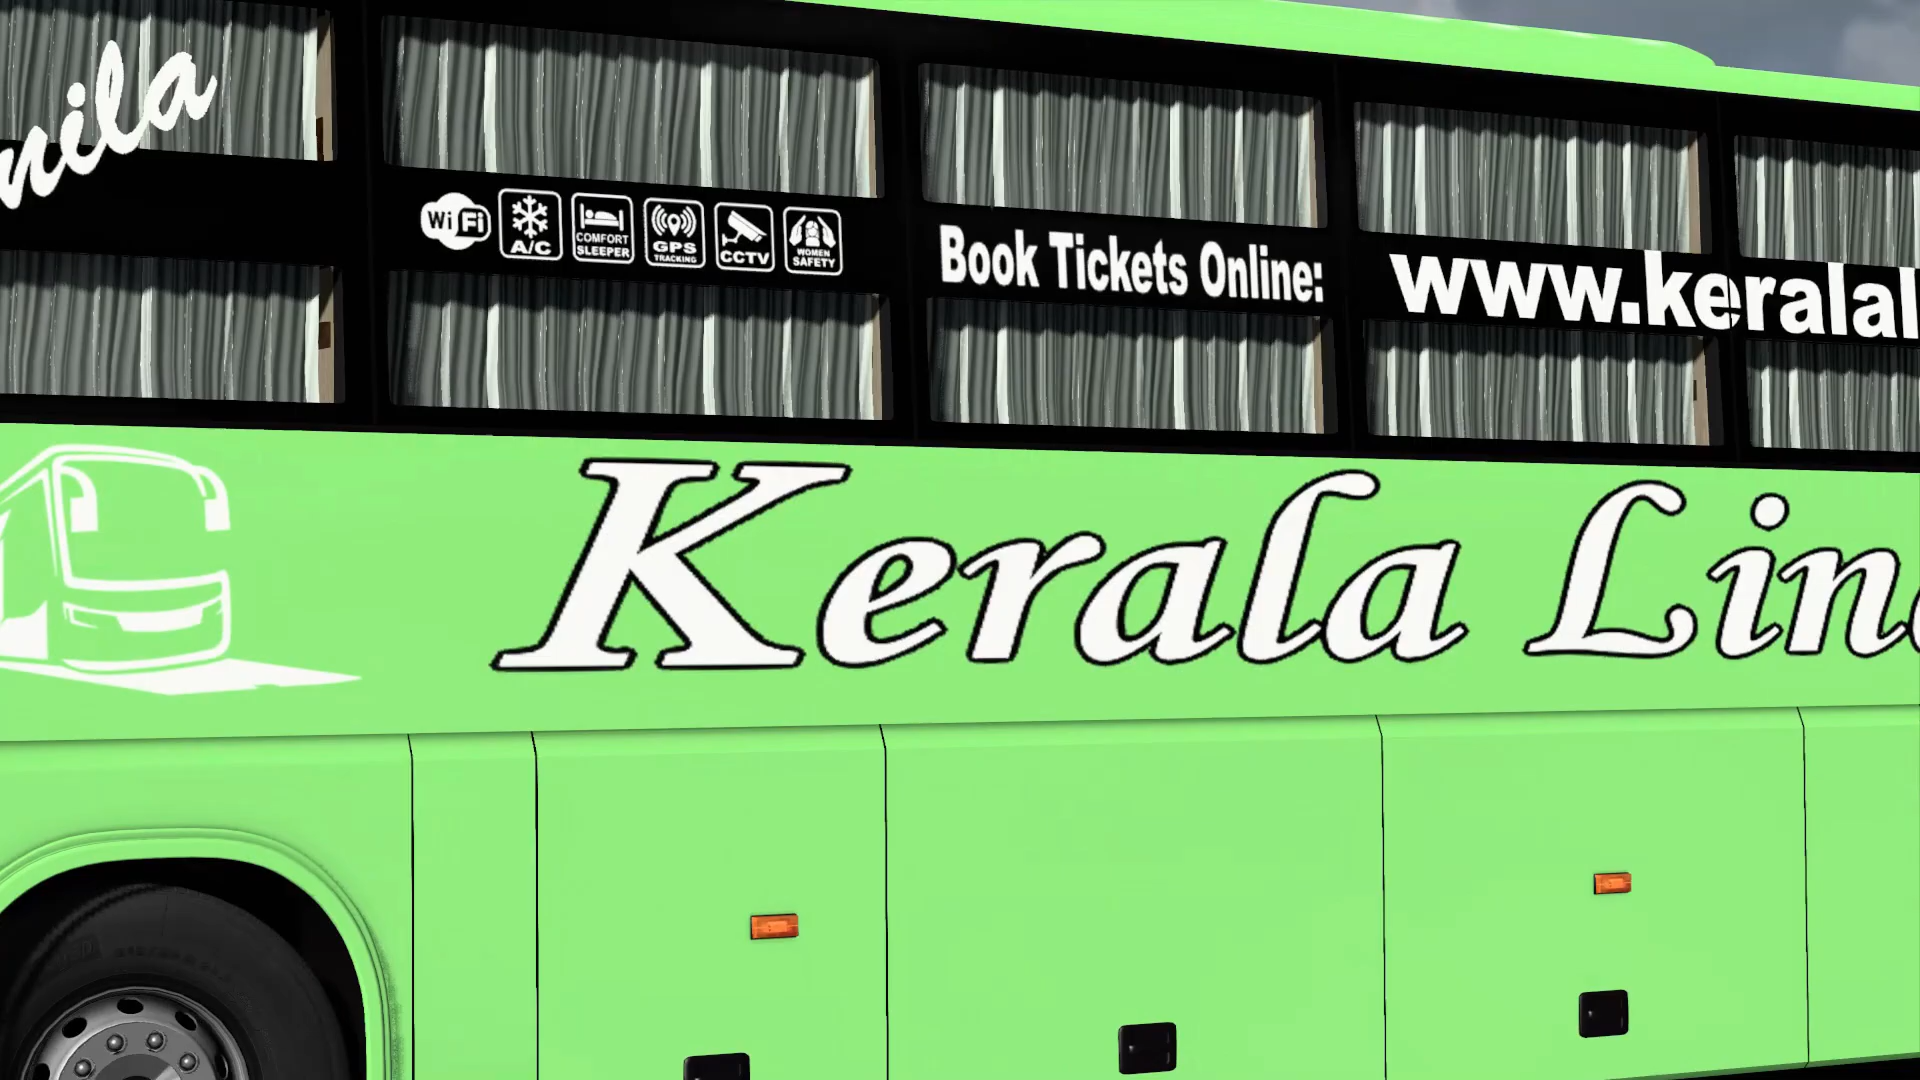 nila
WiFi
A/C
COMFORT
SLEEPER
GPS
TRACKING
CCTV
WOMEN
SAFETY
Book Tickets Online:
www.keralal
Kerala Lin